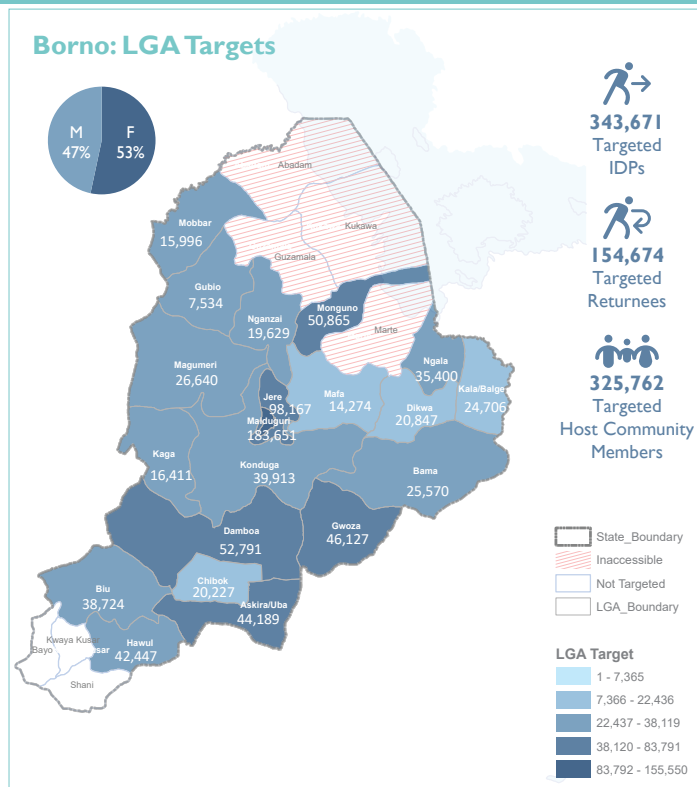 Borno: LGA Targets
M
47%
F
53%
343,671
Targeted
IDPs
154,674
Targeted
Returnees
325,762
Targeted
Host Community
Members
Abadam
Kukawa
Guzamala
Mobbar
15,996
Gubio
7,534
Nganzai
19,629
Monguno
50,865
Marte
Magumeri
26,640
Ngala
35,400
Kala/Balge
24,706
Jere
98,167
Mafa
14,274
Dikwa
20,847
Maiduguri
183,651
Kaga
16,411
Konduga
39,913
Bama
25,570
Damboa
52,791
Gwoza
46,127
Chibok
20,227
Biu
38,724
Askira/Uba
44,189
Kwaya Kusar
Bayo
usar
Hawul
42,447
Shani
State_Boundary
Inaccessible
Not Targeted
LGA_Boundary
LGA Target
1 - 7,365
7,366 - 22,436
22,437 - 38,119
38,120 - 83,791
83,792 - 155,550